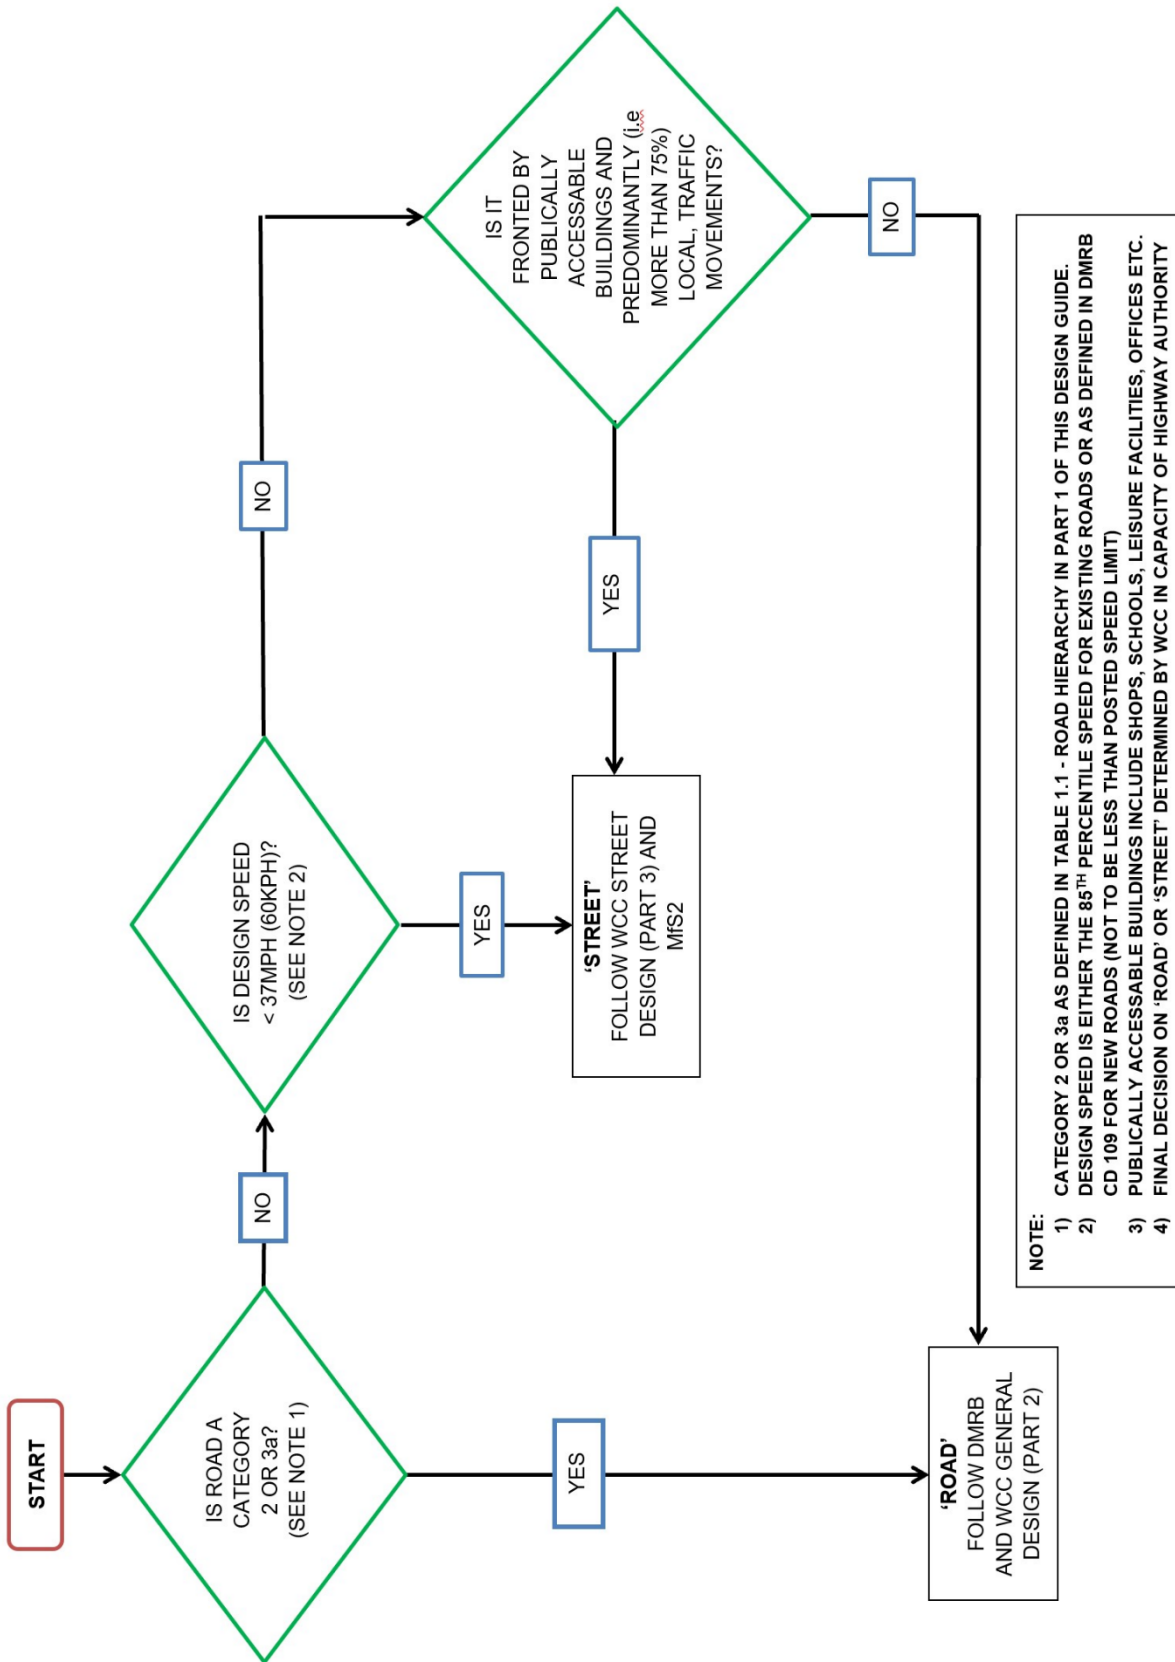 START
IS ROAD A
CATEGORY
2 OR 3a?
(SEE NOTE 1)
NO
IS DESIGN SPEED
< 37MPH (60KPH)?
(SEE NOTE 2)
NO
IS IT
FRONTED BY
PUBLICALLY
ACCESSABLE
BUILDINGS AND
PREDOMINANTLY (i.e
MORE THAN 75%)
LOCAL, TRAFFIC
MOVEMENTS?
YES
YES
YES
NO
'STREET'
FOLLOW WCC STREET
DESIGN (PART 3) AND
MfS2
'ROAD'
FOLLOW DMRB
AND WCC GENERAL
DESIGN (PART 2)
NOTE:
1) CATEGORY 2 OR 3a AS DEFINED IN TABLE 1.1 - ROAD HIERARCHY IN PART 1 OF THIS DESIGN GUIDE.
2) DESIGN SPEED IS EITHER THE 85TH PERCENTILE SPEED FOR EXISTING ROADS OR AS DEFINED IN DMRB
CD 109 FOR NEW ROADS (NOT TO BE LESS THAN POSTED SPEED LIMIT)
3) PUBLICALLY ACCESSABLE BUILDINGS INCLUDE SHOPS, SCHOOLS, LEISURE FACILITIES, OFFICES ETC.
4) FINAL DECISION ON 'ROAD' OR 'STREET' DETERMINED BY WCC IN CAPACITY OF HIGHWAY AUTHORITY